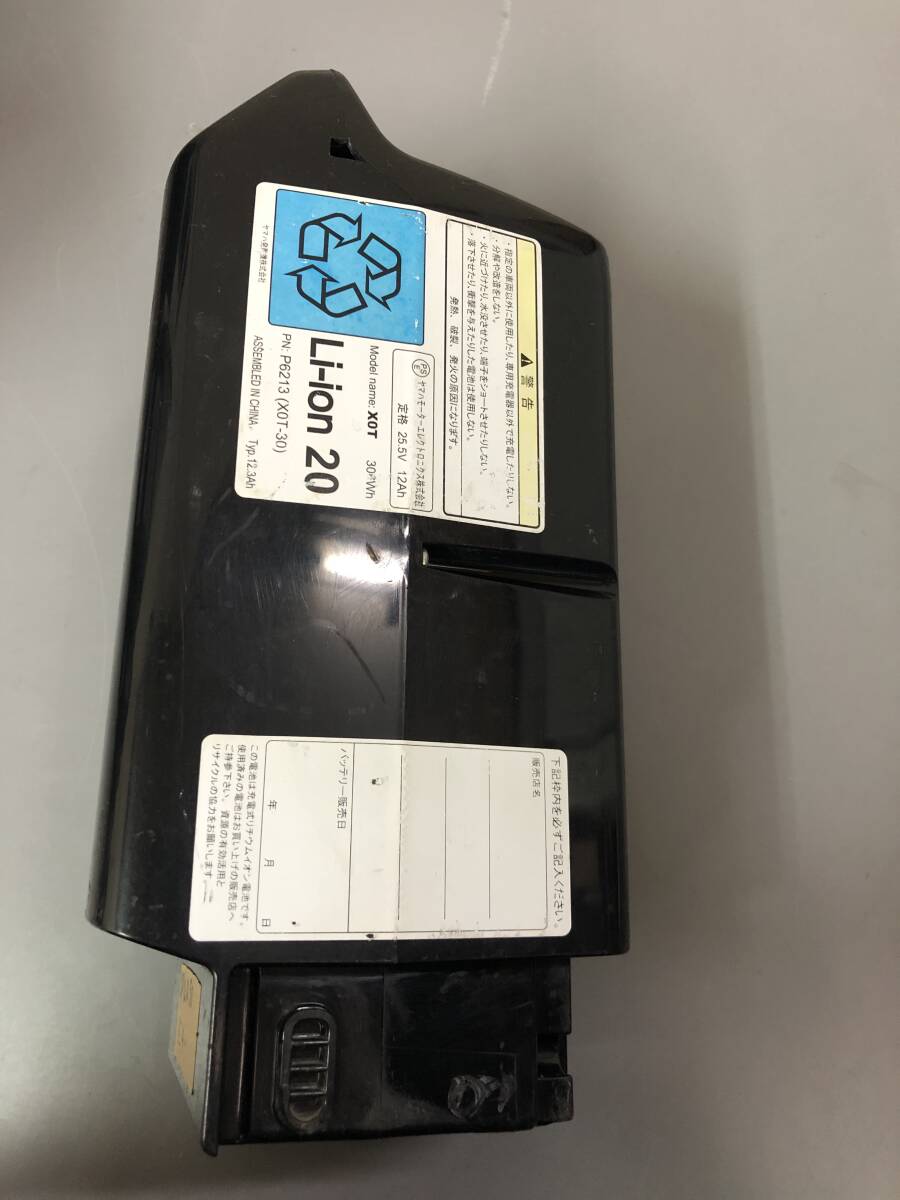 警告
・指定の車両以外に使用したり、専用充電器以外で充電したりしない。
・分解や改造をしない。
・火に近づけたり、水没させたり、端子をショートさせたりしない。
・落下させたり、衝撃を与えたりした電池は使用しない。
発熱、破裂、発火の原因になります。
PS
E
ヤマハモーターエレクトロニクス株式会社
定格 25.5V 12Ah
Model name: X0T
Li-ion 20
PN: P6213 (X0T-30)
ASSEMBLED IN CHINA. Typ.12.3Ah
ヤマハ発動機株式会社
下記枠内を必ずご記入ください。
販売店名
バッテリー販売日
年 月 日
この電池は充電式リチウムイオン電池です。
使用済みの電池はお買い上げの販売店へ
ご持参下さい。資源の有効活用と
リサイクルの協力をお願いします。